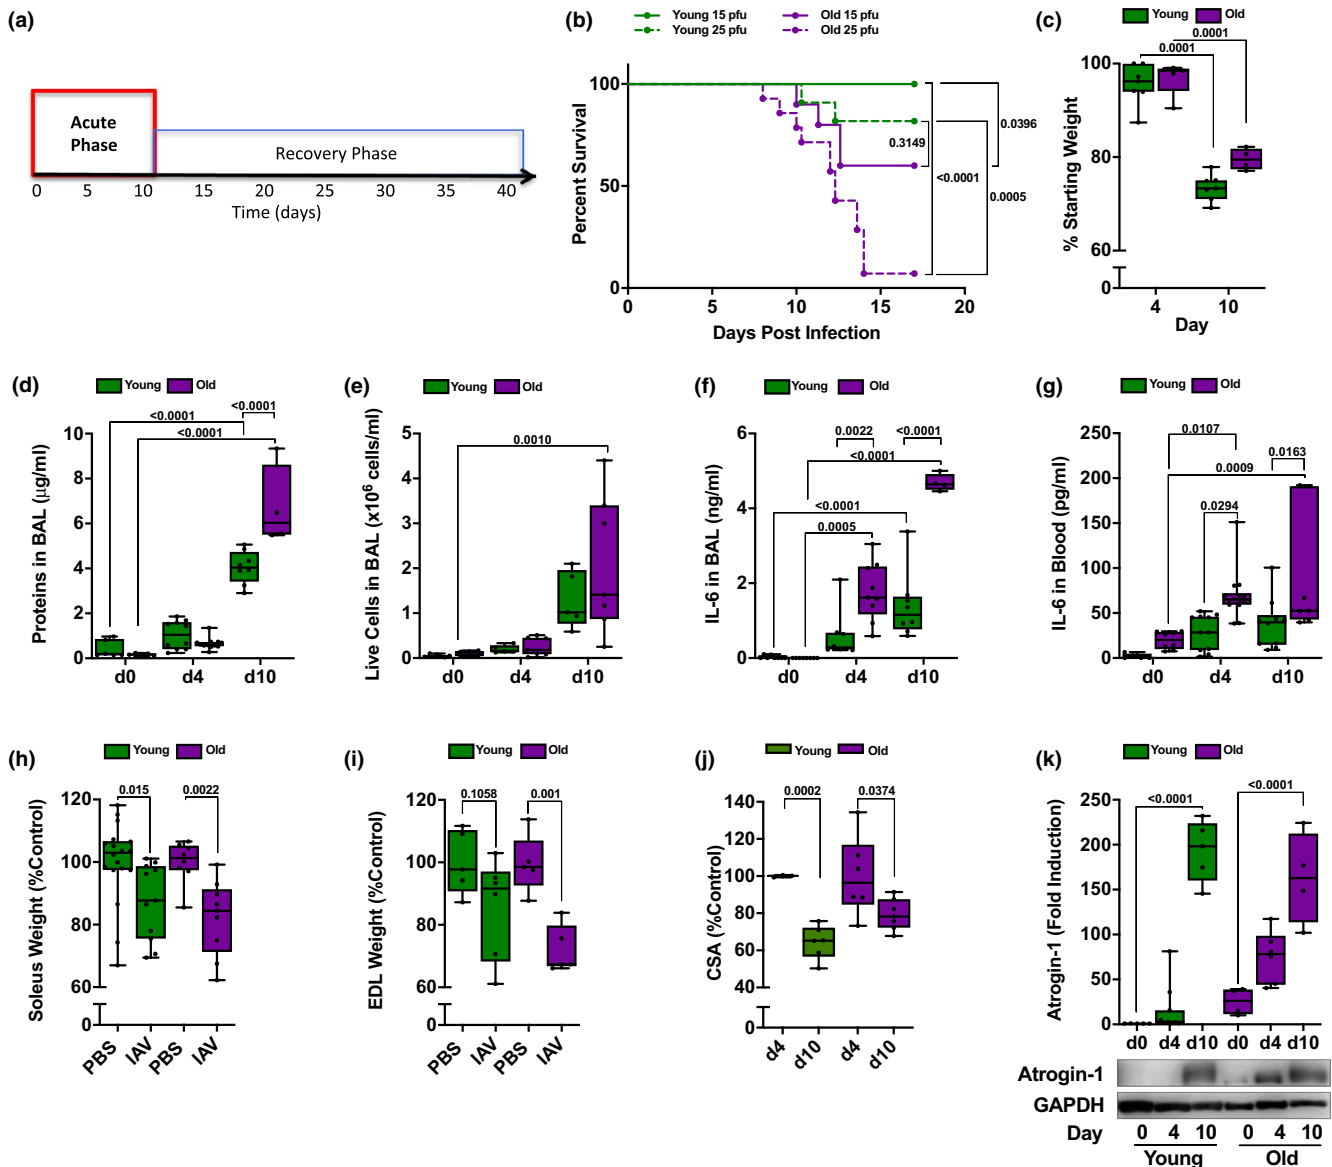 (a)
Acute
Phase
Recovery Phase
0 5 10 15 20 25 30 35 40
Time (days)
(b)
Young 15 pfu Old 15 pfu
Young 25 pfu Old 25 pfu
Percent Survival
100
50
0
0 5 10 15 20
Days Post Infection
0.3149
0.0396
<0.0001
0.0005
(c)
Young Old
0.0001
0.0001
% Starting Weight
100
80
60
0
4 10
Day
(d)
Young Old
<0.0001
<0.0001
<0.0001
Proteins in BAL (µg/ml)
10
8
6
4
2
0
d0 d4 d10
(e)
Young Old
0.0010
Live Cells in BAL (x10⁶ cells/ml)
5
4
3
2
1
0
d0 d4 d10
(f)
Young Old
0.0022 <0.0001
<0.0001
<0.0001
0.0005
IL-6 in BAL (ng/ml)
6
4
2
0
d0 d4 d10
(g)
Young Old
0.0107
0.0163
0.0009
0.0294
IL-6 in Blood (pg/ml)
250
200
150
100
50
0
d0 d4 d10
(h)
Young Old
0.015 0.0022
Soleus Weight (%Control)
120
100
80
60
0
PBS IAV PBS IAV
(i)
Young Old
0.1058 0.001
EDL Weight (%Control)
120
100
80
60
0
PBS IAV PBS IAV
(j)
Young Old
0.0002 0.0374
CSA (%Control)
140
120
100
80
60
40
0
d4 d10 d4 d10
(k)
Young Old
<0.0001 <0.0001
Atrogin-1 (Fold Induction)
250
200
150
100
50
0
d0 d4 d10 d0 d4 d10
Atrogin-1
GAPDH
Day 0 4 10 0 4 10
Young Old